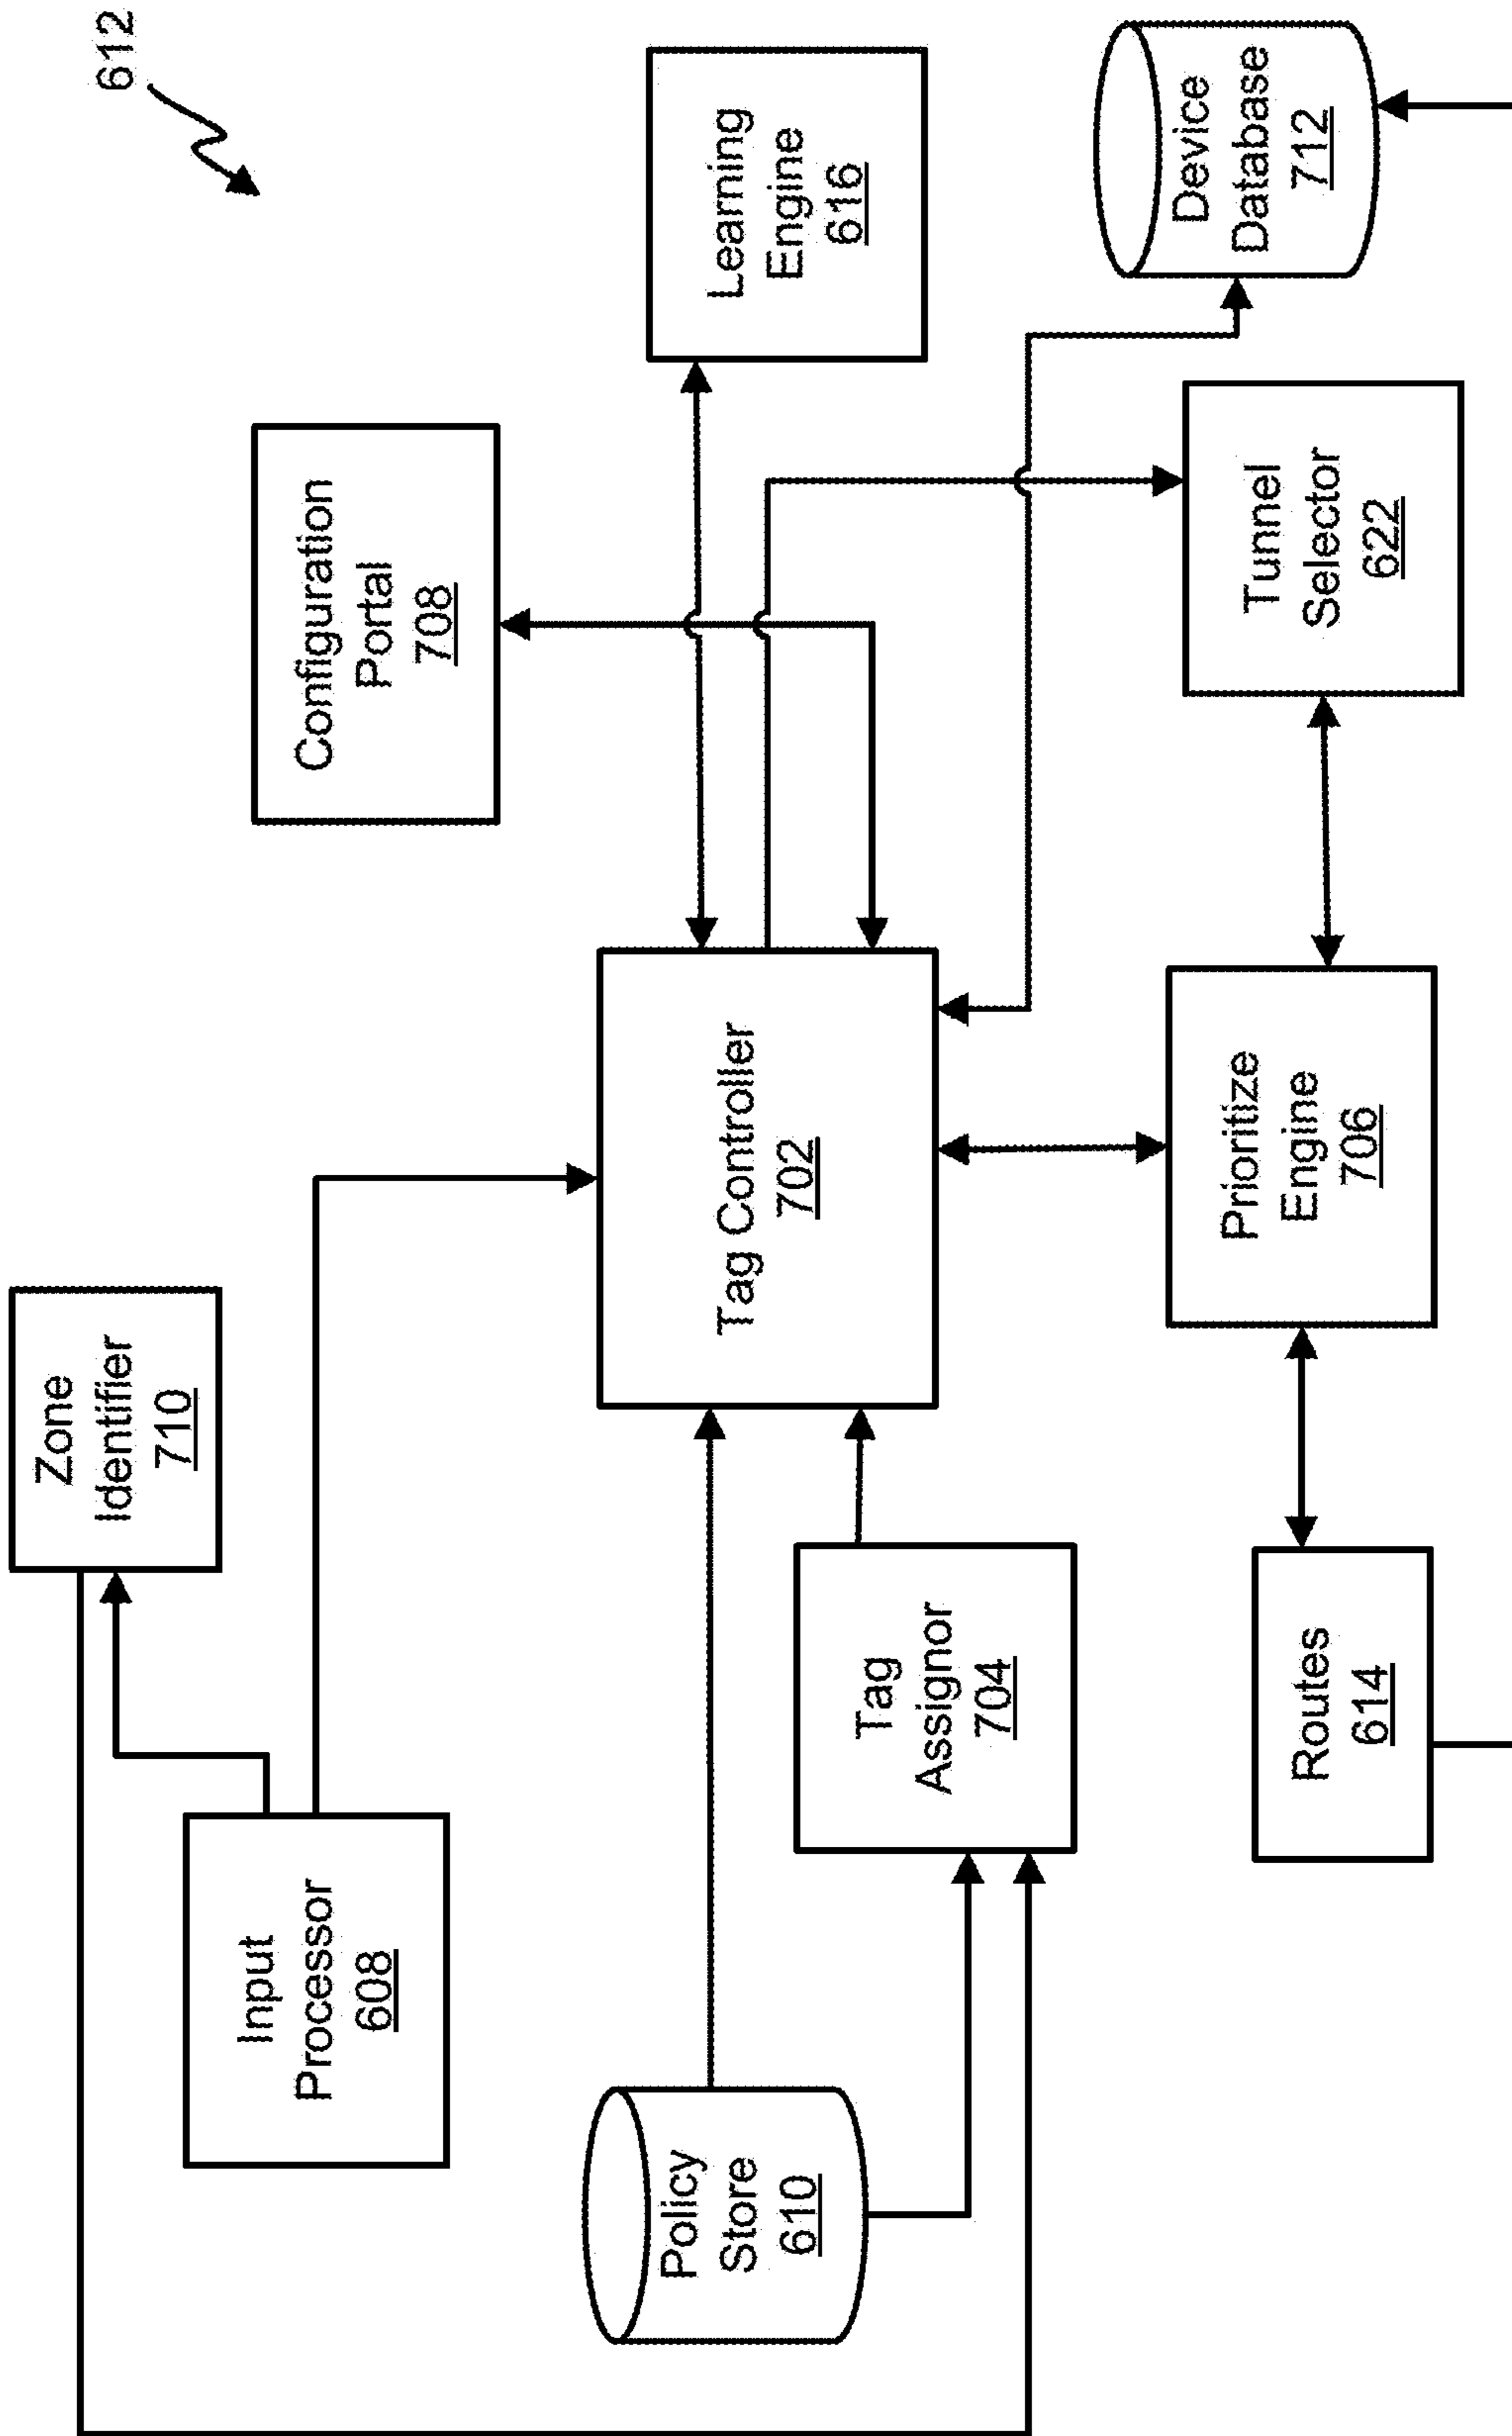 612
Zone
Identifier
710
Input
Processor
608
Configuration
Portal
708
Learning
Engine
616
Policy
Store
610
Tag Controller
702
Tag
Assignor
704
Device
Database
712
Routes
614
Prioritize
Engine
706
Tunnel
Selector
622